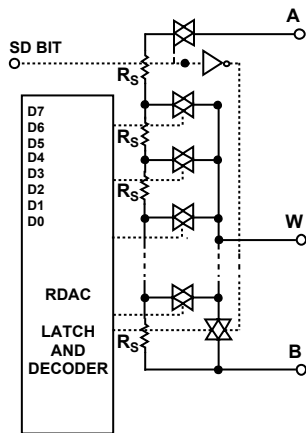 A
SD BIT
RS
D7
D6
D5
D4
D3
D2
D1
D0
RS
RS
W
RDAC
LATCH
AND
DECODER
RS
B